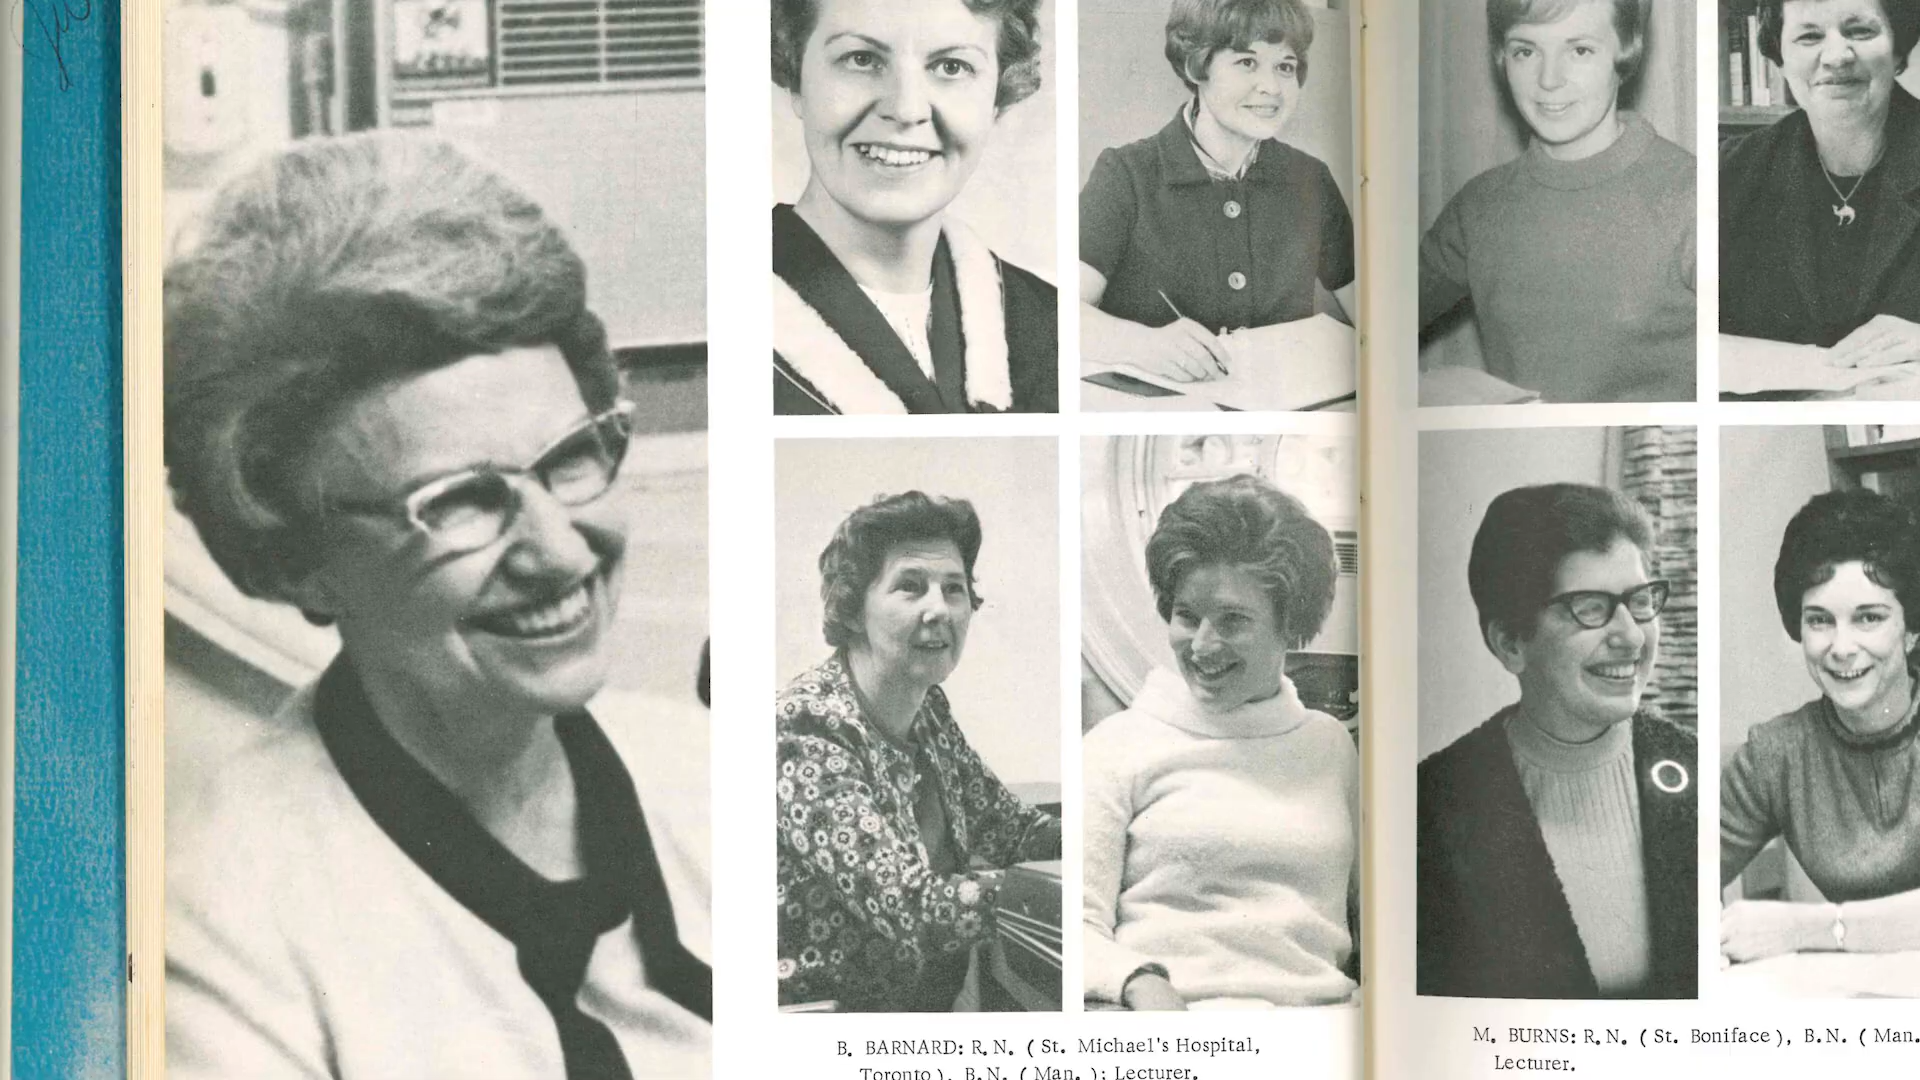 B. BARNARD: R.N. ( St. Michael's Hospital,
Toronto), B.N. ( Man. ); Lecturer.
M. BURNS: R.N. ( St. Boniface ), B.N. ( Man.
Lecturer.